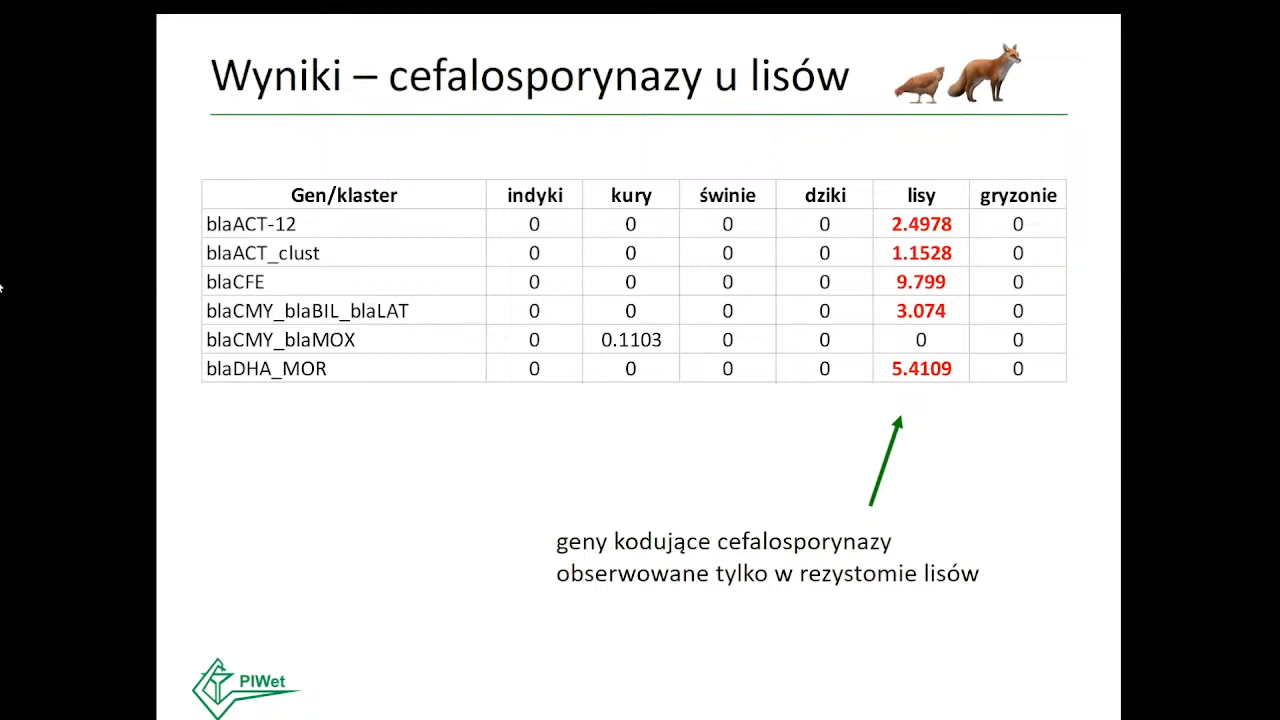 Wyniki – cefalosporynazy u lisów
Gen/klaster indyki kury świnie dziki lisy gryzonie
blaACT-12 0 0 0 0 2.4978 0
blaACT_clust 0 0 0 0 1.1528 0
blaCFE 0 0 0 0 9.799 0
blaCMY_blaBIL_blaLAT 0 0 0 0 3.074 0
blaCMY_blaMOX 0 0.1103 0 0 0 0
blaDHA_MOR 0 0 0 0 5.4109 0
geny kodujące cefalosporynazy
obserwowane tylko w rezystomie lisów
PIWet